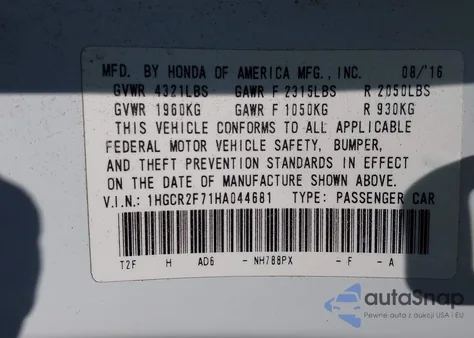 MFD. BY HONDA OF AMERICA MFG., INC. 08/'16
GVWR 4321LBS GAWR F 2315LBS R 2050LBS
GVWR 1960KG GAWR F 1050KG R 930KG
THIS VEHICLE CONFORMS TO ALL APPLICABLE
FEDERAL MOTOR VEHICLE SAFETY, BUMPER,
AND THEFT PREVENTION STANDARDS IN EFFECT
ON THE DATE OF MANUFACTURE SHOWN ABOVE.
V.I.N.: 1HGCR2F71HA044681 TYPE: PASSENGER CAR
T2F H AD6 - NH788PX - F - A
autoSnap
Pewne auta z dyskusji USA i EU